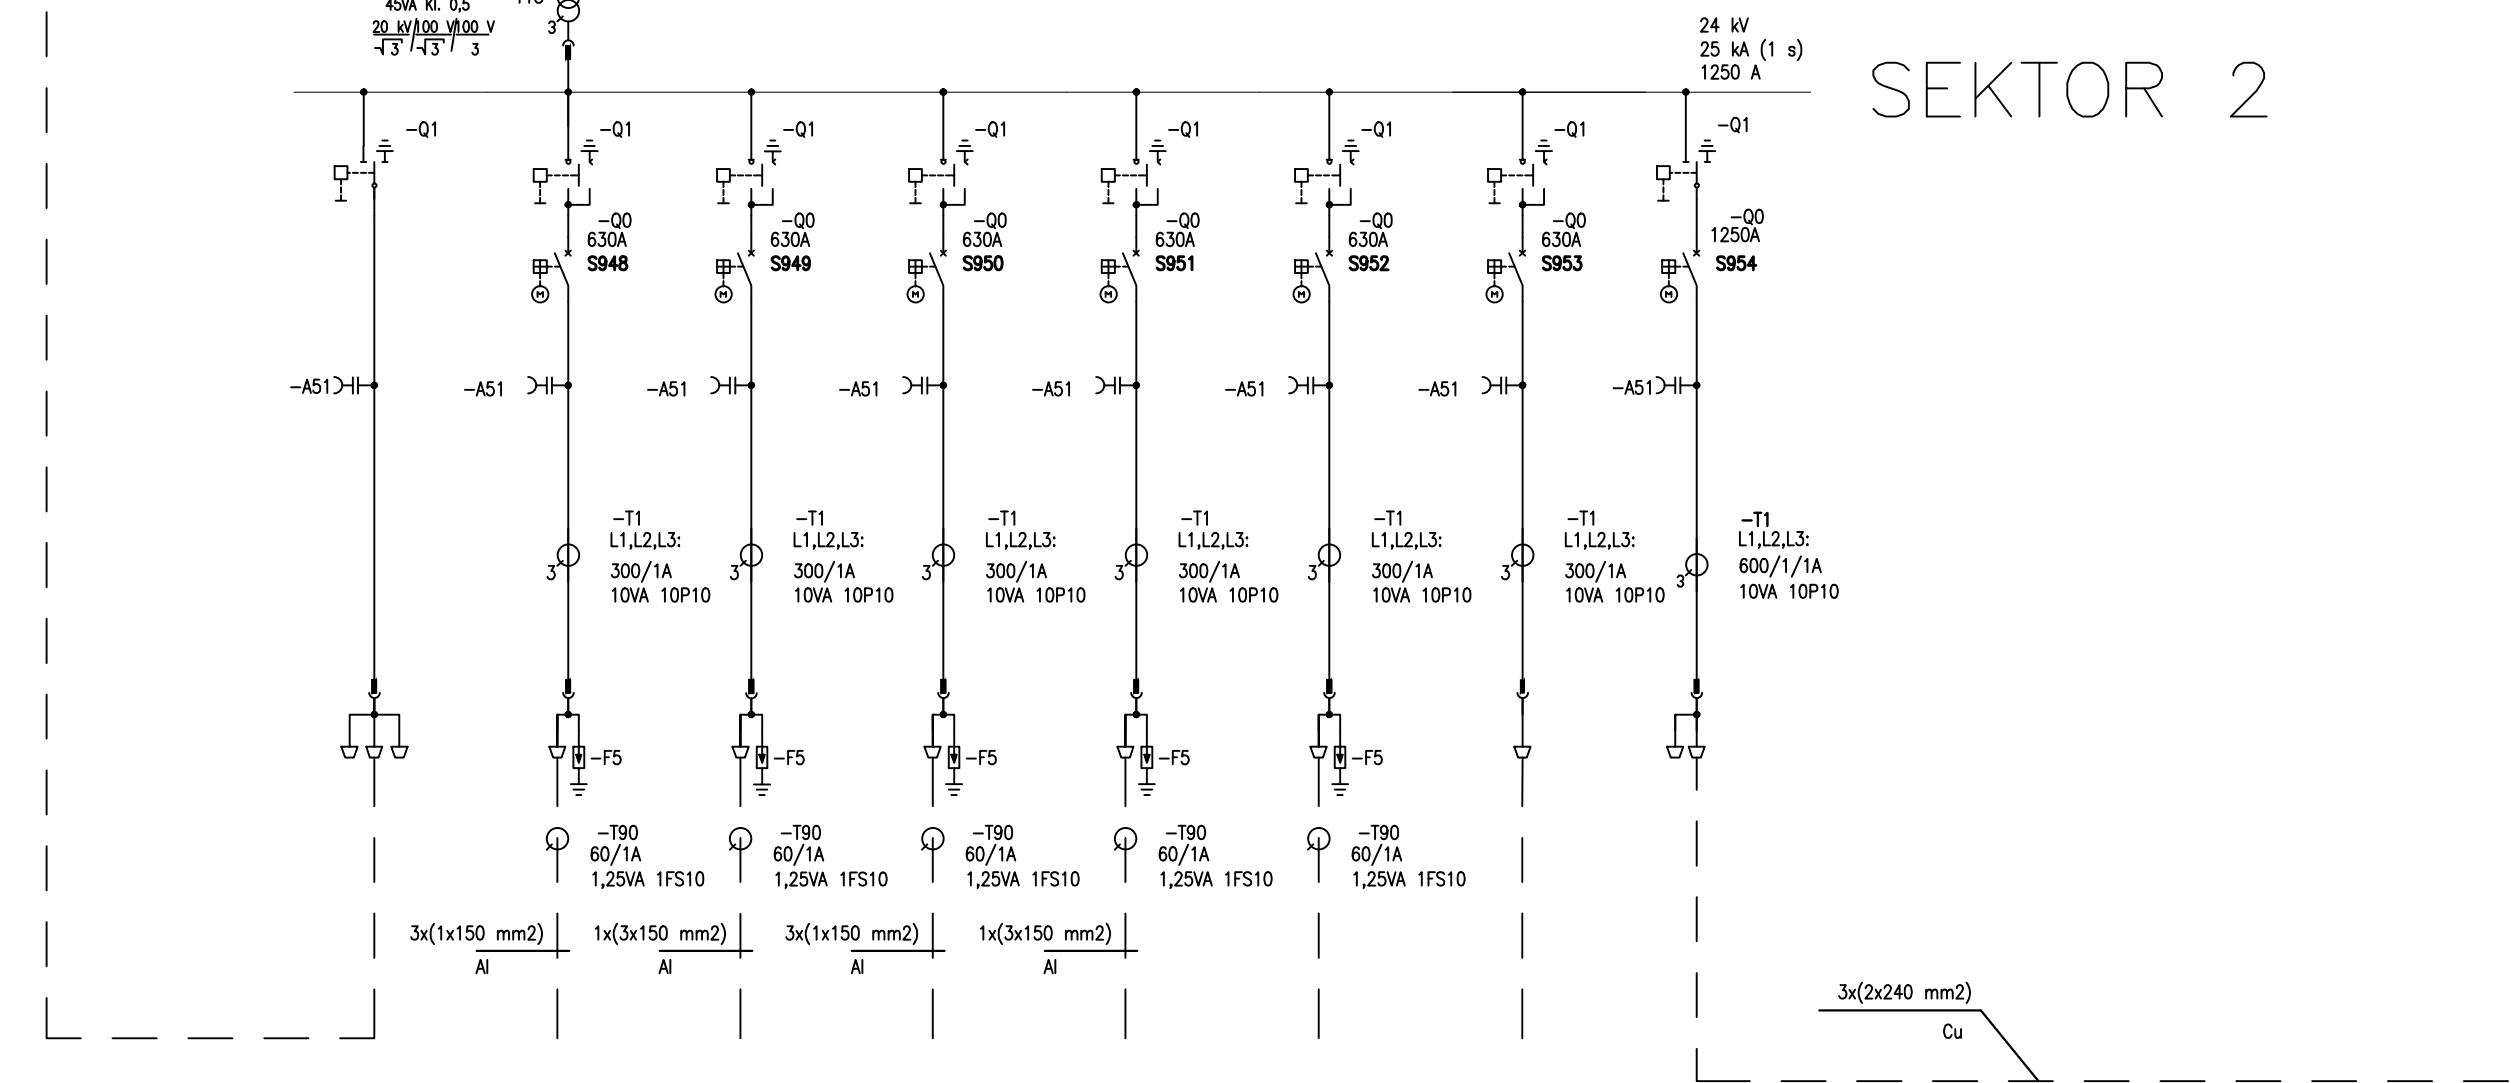 45VA Kl. 0,5
20 kV/100 V/100 V
√3 / √3 / 3
3
24 kV
25 kA (1 s)
1250 A
SEKTOR 2
-Q1
-Q1
-Q1
-Q1
-Q1
-Q1
-Q1
-Q1
-Q0
630A
S948
M
-Q0
630A
S949
M
-Q0
630A
S950
M
-Q0
630A
S951
M
-Q0
630A
S952
M
-Q0
630A
S953
M
-Q0
1250A
S954
M
-A51
-A51
-A51
-A51
-A51
-A51
-A51
-A51
-T1
L1,L2,L3:
300/1A
10VA 10P10
3
-T1
L1,L2,L3:
300/1A
10VA 10P10
3
-T1
L1,L2,L3:
300/1A
10VA 10P10
3
-T1
L1,L2,L3:
300/1A
10VA 10P10
3
-T1
L1,L2,L3:
300/1A
10VA 10P10
3
-T1
L1,L2,L3:
300/1A
10VA 10P10
3
-T1
L1,L2,L3:
600/1/1A
10VA 10P10
3
-F5
-F5
-F5
-F5
-F5
-T90
60/1A
1,25VA 1FS10
-T90
60/1A
1,25VA 1FS10
-T90
60/1A
1,25VA 1FS10
-T90
60/1A
1,25VA 1FS10
-T90
60/1A
1,25VA 1FS10
3x(1x150 mm2)
Al
1x(3x150 mm2)
Al
3x(1x150 mm2)
Al
1x(3x150 mm2)
Al
3x(2x240 mm2)
Cu